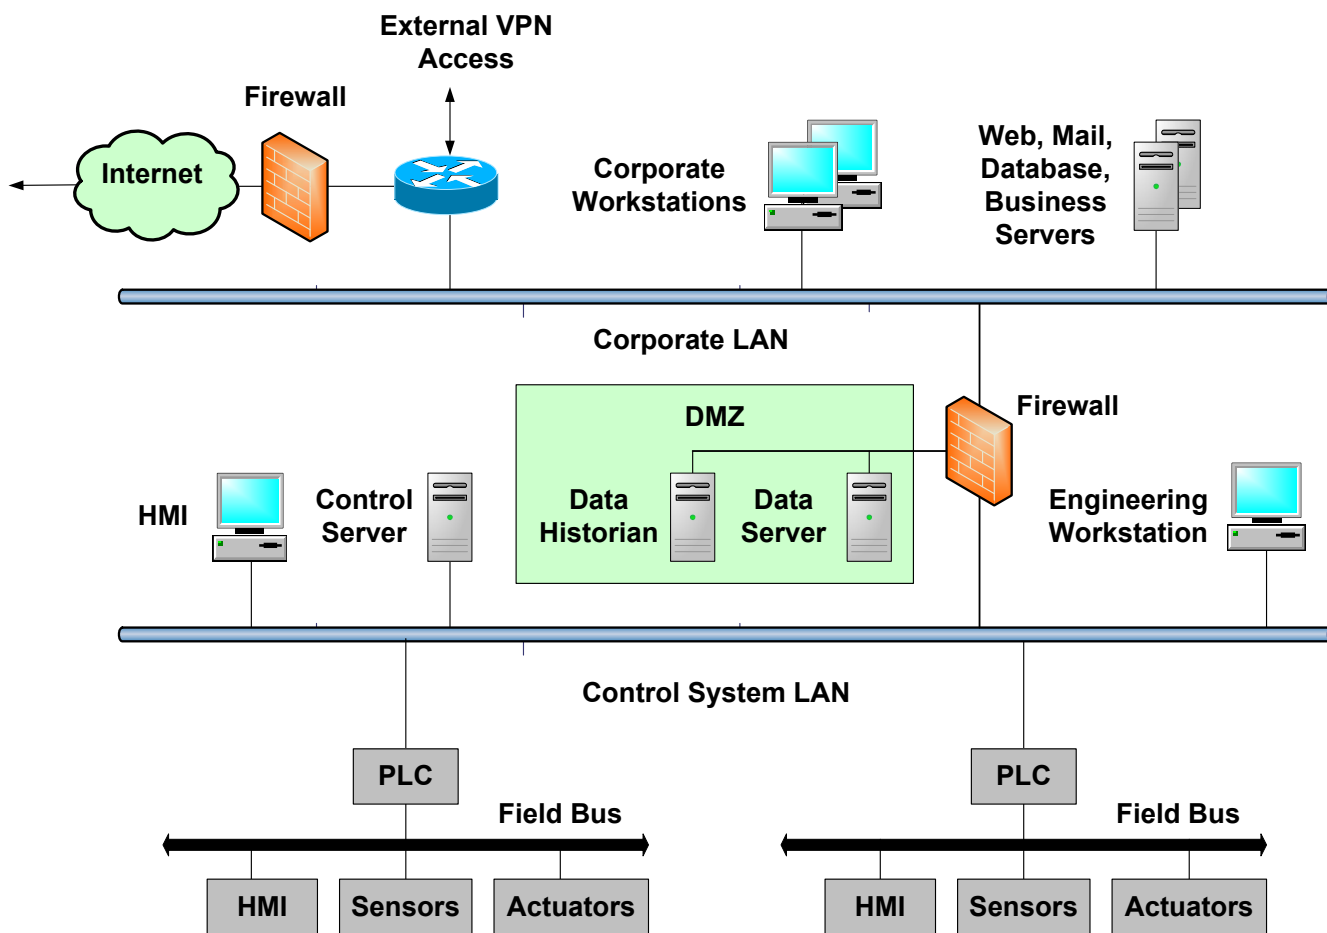 External VPN
Access
Firewall
Internet
Corporate
Workstations
Web, Mail,
Database,
Business
Servers
Corporate LAN
DMZ
Firewall
HMI
Control
Server
Data
Historian
Data
Server
Engineering
Workstation
Control System LAN
PLC
PLC
Field Bus
Field Bus
HMI
Sensors
Actuators
HMI
Sensors
Actuators